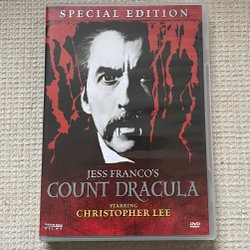 SPECIAL EDITION
JESS FRANCO'S
COUNT DRACULA
STARRING
CHRISTOPHER LEE
DVD